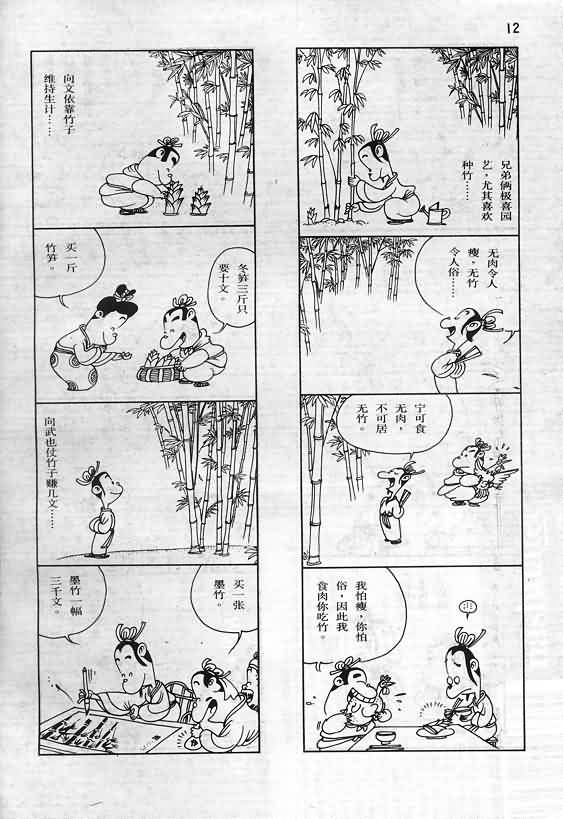 12
兄弟俩极喜园
艺，尤其喜欢
种竹……
无肉令人
瘦，无竹
令人俗……
宁可食
无肉，
不可居
无竹。
我怕瘦，你怕
俗，因此我
食肉你吃竹。
向文依靠竹子
维持生计……
冬笋三斤只
要十文。
买一斤
竹笋。
向武也仗竹子赚几文……
买一张
墨竹。
墨竹一幅
三千文。